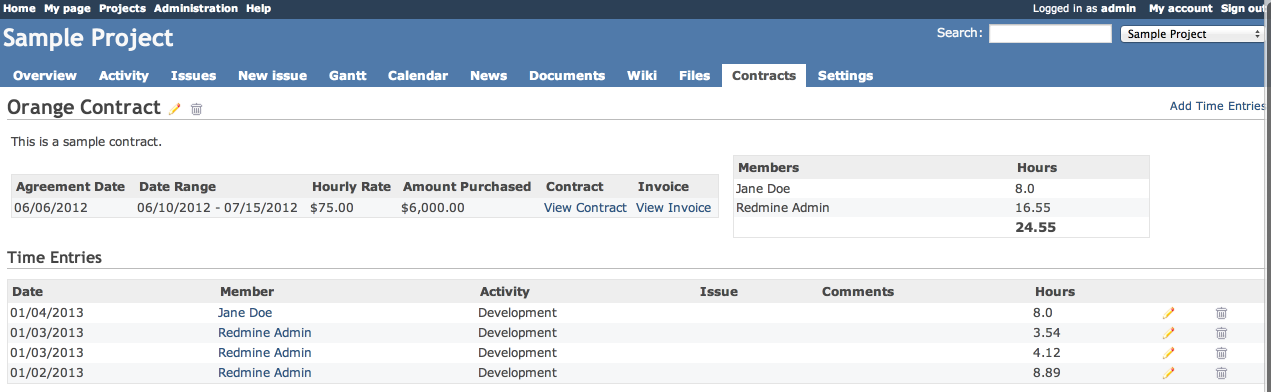 Home My page Projects Administration Help Logged in as admin My account Sign out
Sample Project Search: Sample Project
Overview Activity Issues New issue Gantt Calendar News Documents Wiki Files Contracts Settings
Orange Contract Add Time Entries
This is a sample contract.
Agreement Date Date Range Hourly Rate Amount Purchased Contract Invoice
06/06/2012 06/10/2012 - 07/15/2012 $75.00 $6,000.00 View Contract View Invoice
Members Hours
Jane Doe 8.0
Redmine Admin 16.55
24.55
Time Entries
Date Member Activity Issue Comments Hours
01/04/2013 Jane Doe Development 8.0
01/03/2013 Redmine Admin Development 3.54
01/03/2013 Redmine Admin Development 4.12
01/02/2013 Redmine Admin Development 8.89